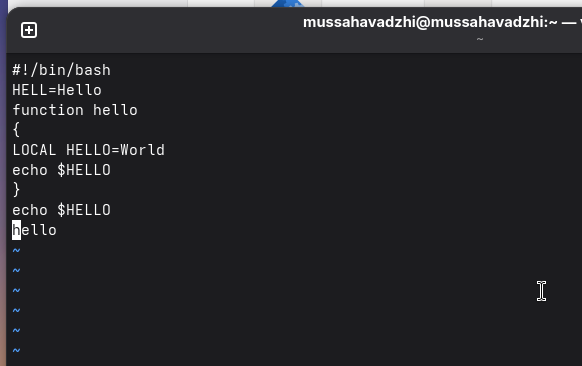 mussahavadzhi@mussahavadzhi:~ —
~
#!/bin/bash
HELL=Hello
function hello
{
LOCAL HELLO=World
echo $HELLO
}
echo $HELLO
hello
~
~
~
~
~
~